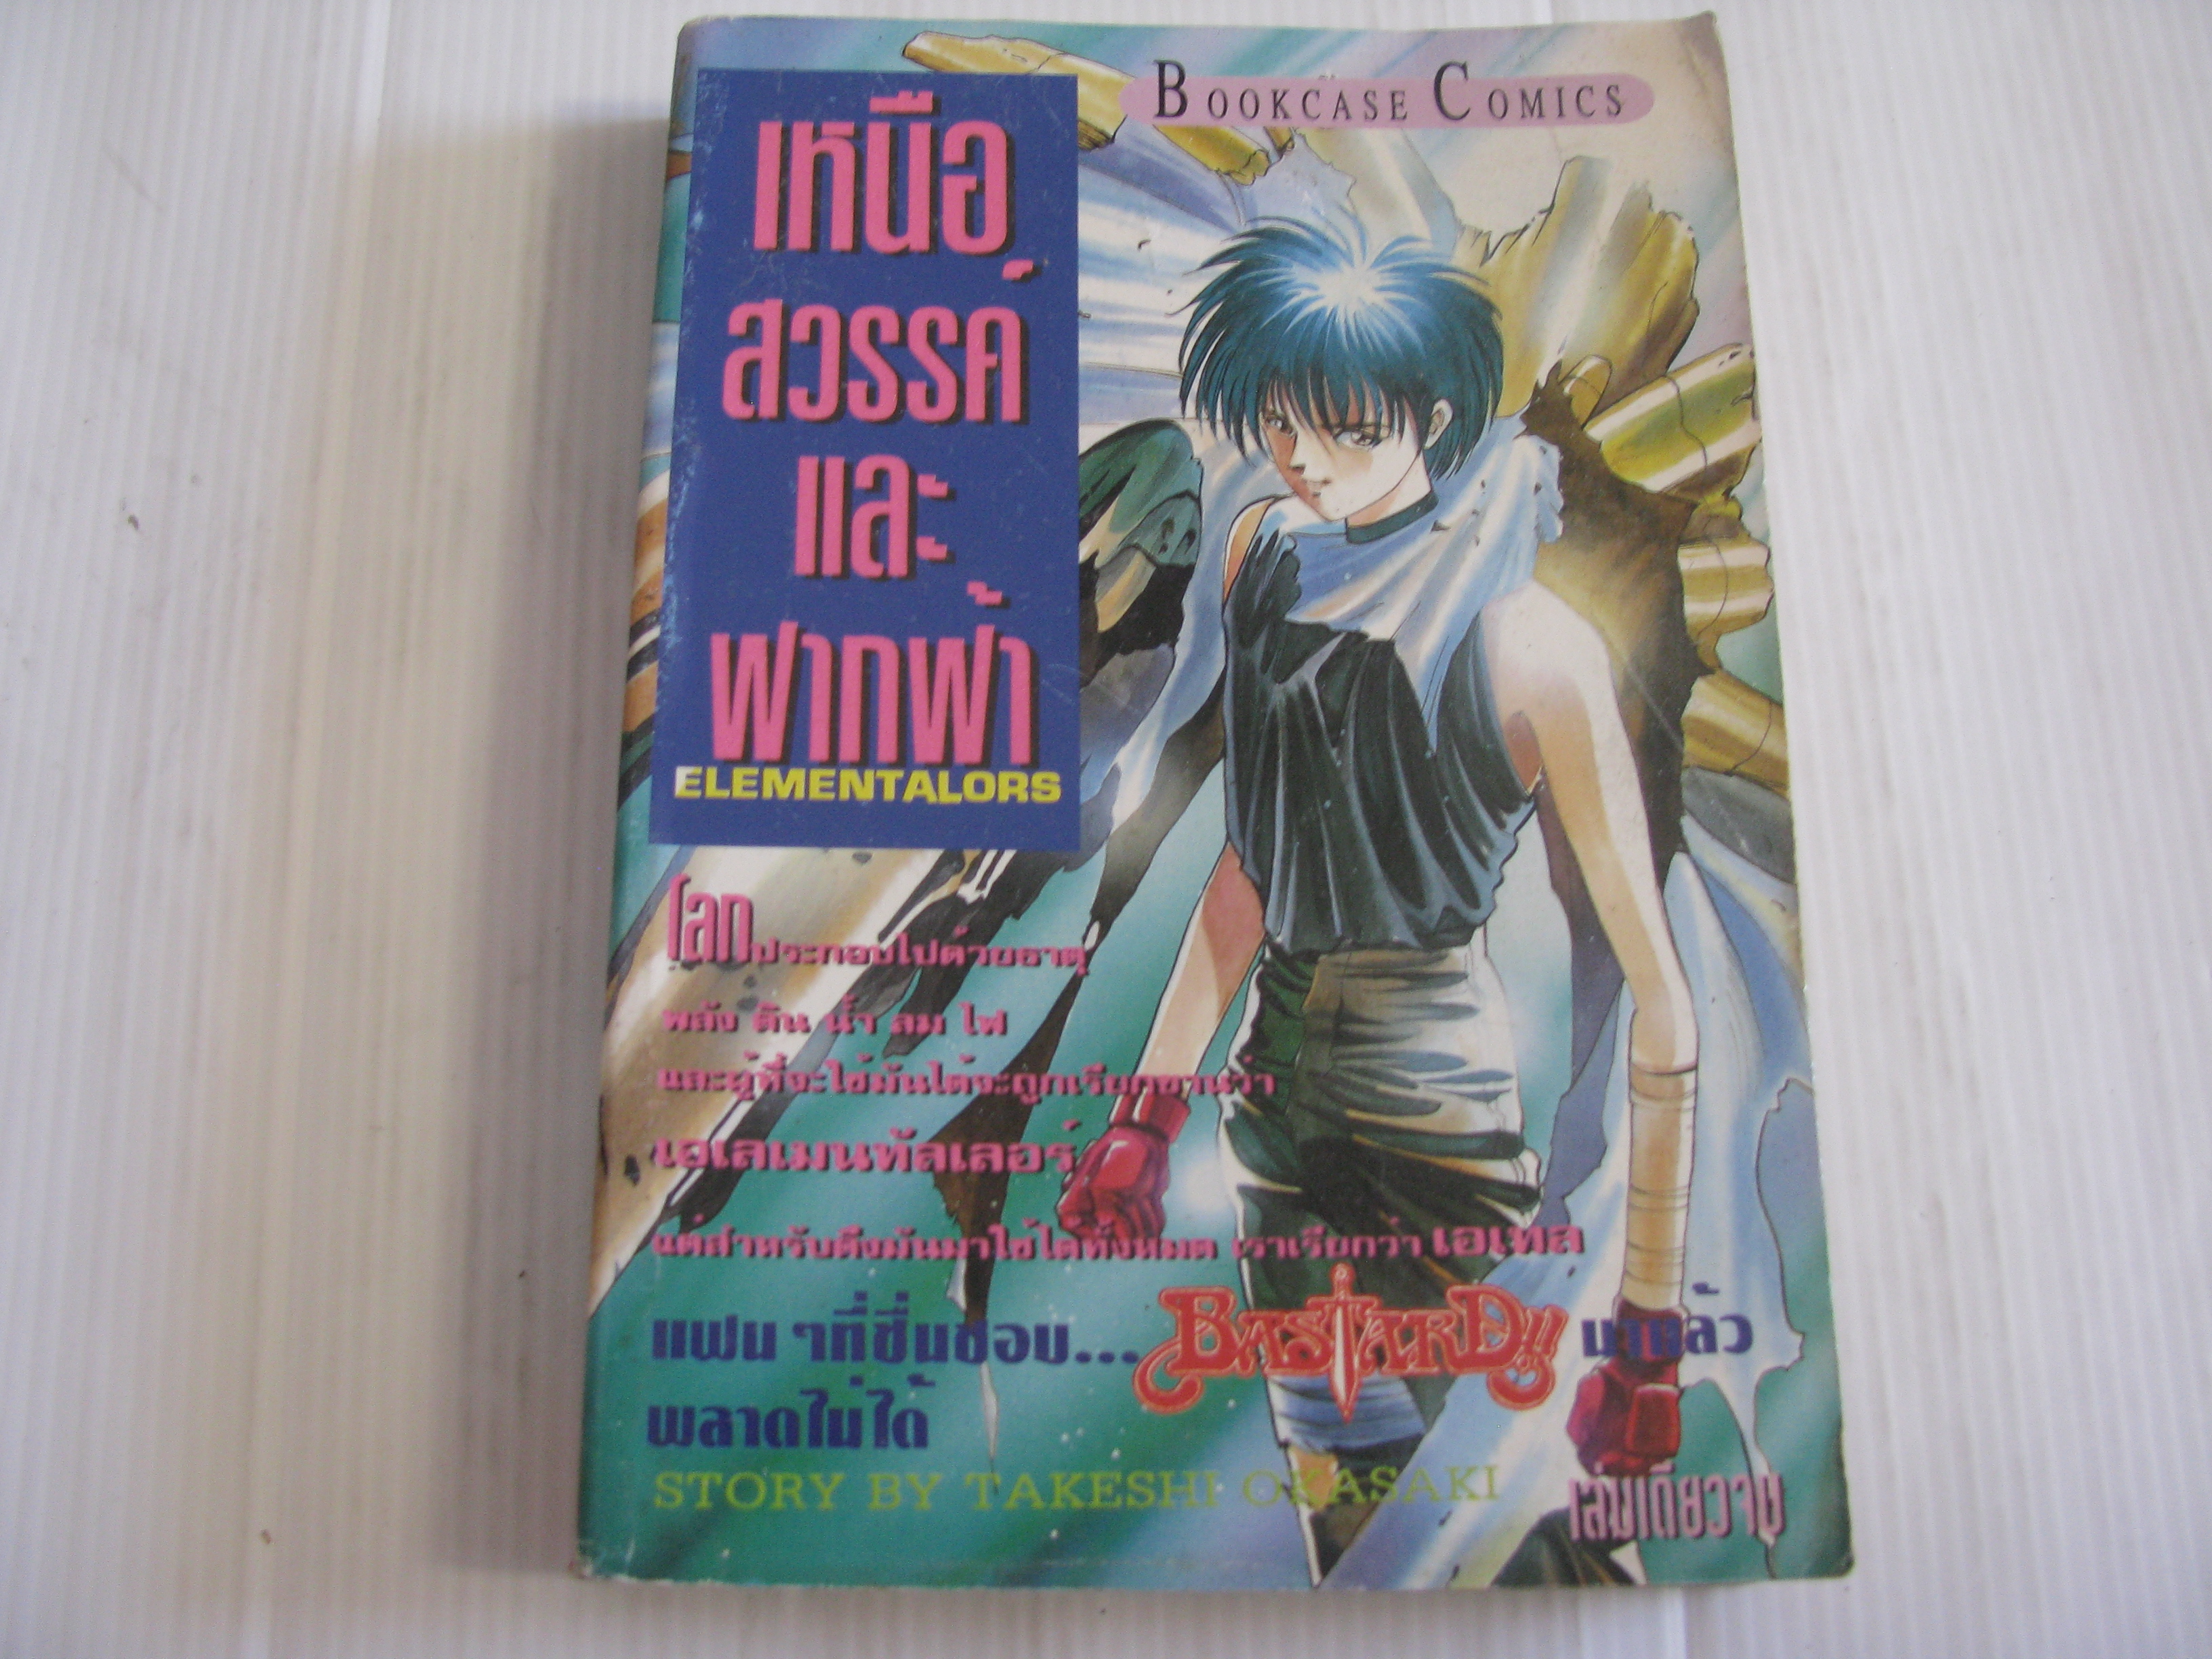 BOOKCASE COMICS
เหนือ
สวรรค์
และ
ฟากฟ้า
ELEMENTALORS
โลกประกอบไปด้วยธาตุ
พลัง ดิน น้ำ ลม ไฟ
และผู้ที่จะใช้มันได้จะถูกเรียกขานว่า
เอเลเมนทัลเลอร์
แต่สำหรับดึงมันมาใช้ได้ทั้งหมด เราเรียกว่า เอเทล
แฟน ๆที่ชื่นชอบ... BASTARD!! มาแล้ว
พลาดไม่ได้
STORY BY TAKESHI OKASAKI
เล่มเดียวจบ